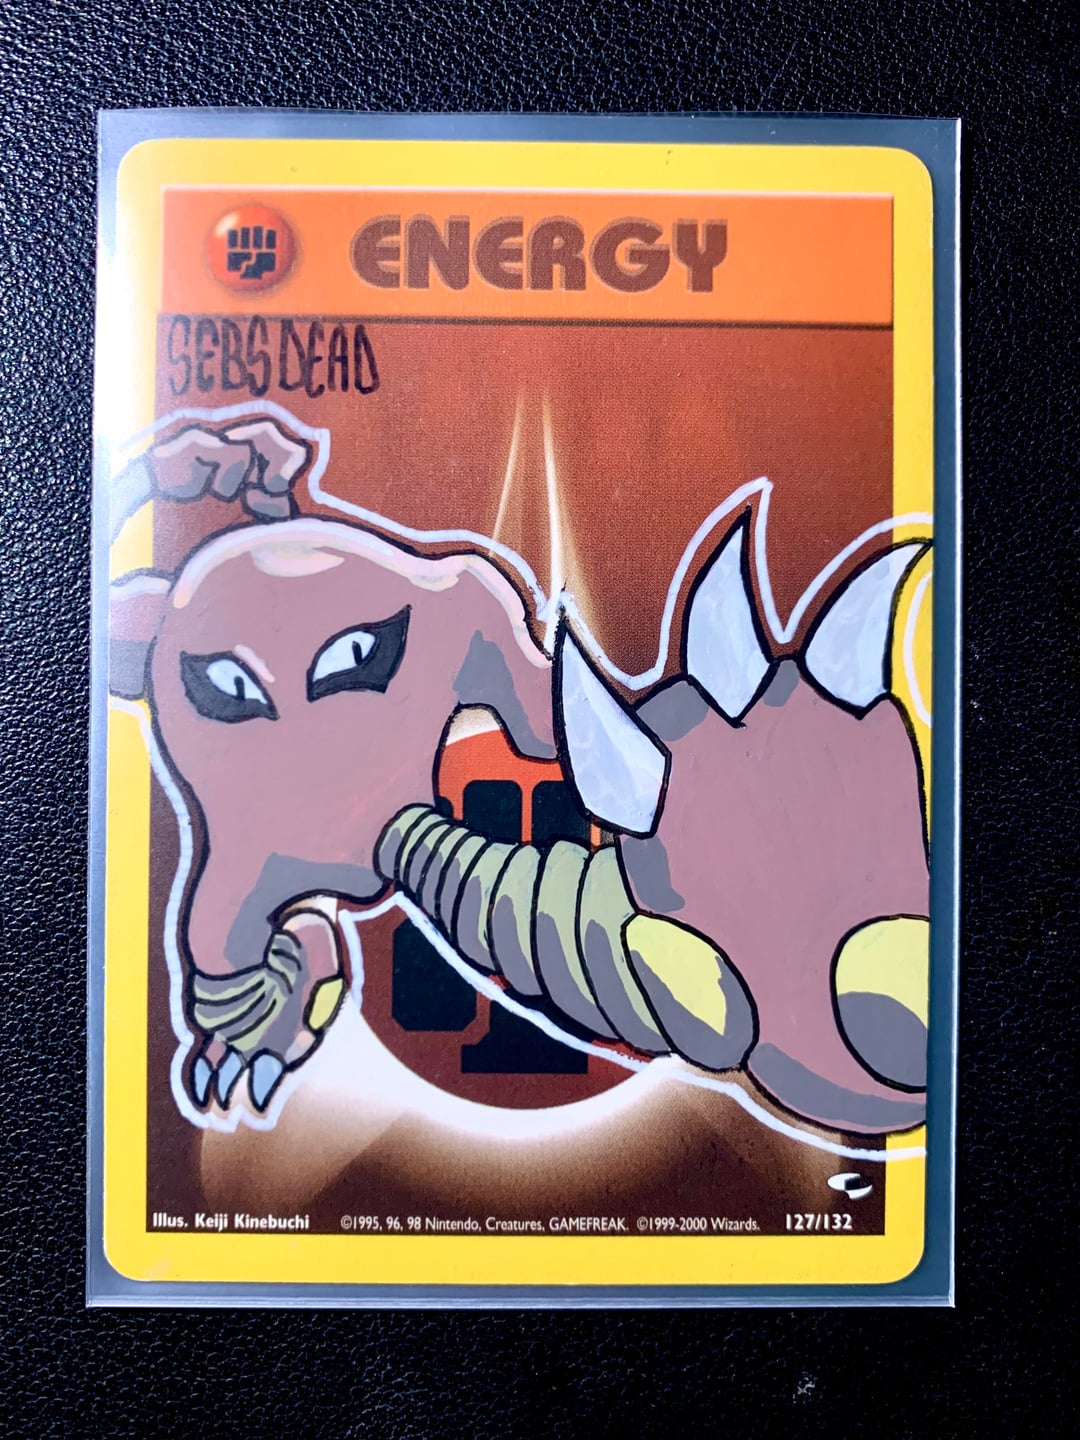 ENERGY
SEBSDEAD
Illus. Keiji Kinebuchi ©1995, 96, 98 Nintendo, Creatures, GAMEFREAK. ©1999-2000 Wizards. 127/132